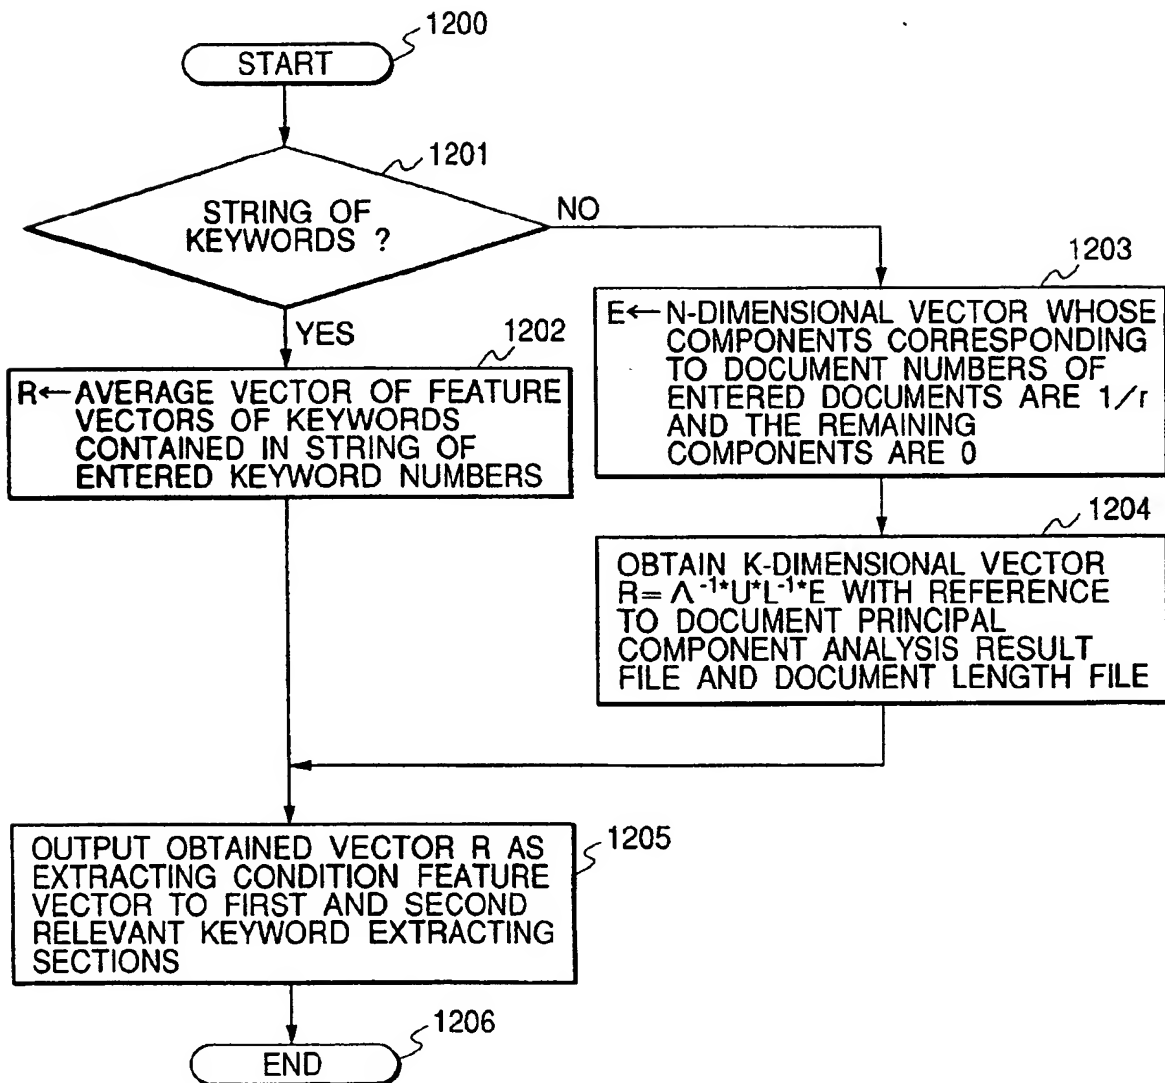 1200
START
1201
STRING OF
KEYWORDS ?
NO
YES
1202
R←AVERAGE VECTOR OF FEATURE
VECTORS OF KEYWORDS
CONTAINED IN STRING OF
ENTERED KEYWORD NUMBERS
1203
E←N-DIMENSIONAL VECTOR WHOSE
COMPONENTS CORRESPONDING
TO DOCUMENT NUMBERS OF
ENTERED DOCUMENTS ARE 1/r
AND THE REMAINING
COMPONENTS ARE 0
1204
OBTAIN K-DIMENSIONAL VECTOR
R=Λ⁻¹*U*L⁻¹*E WITH REFERENCE
TO DOCUMENT PRINCIPAL
COMPONENT ANALYSIS RESULT
FILE AND DOCUMENT LENGTH FILE
1205
OUTPUT OBTAINED VECTOR R AS
EXTRACTING CONDITION FEATURE
VECTOR TO FIRST AND SECOND
RELEVANT KEYWORD EXTRACTING
SECTIONS
1206
END